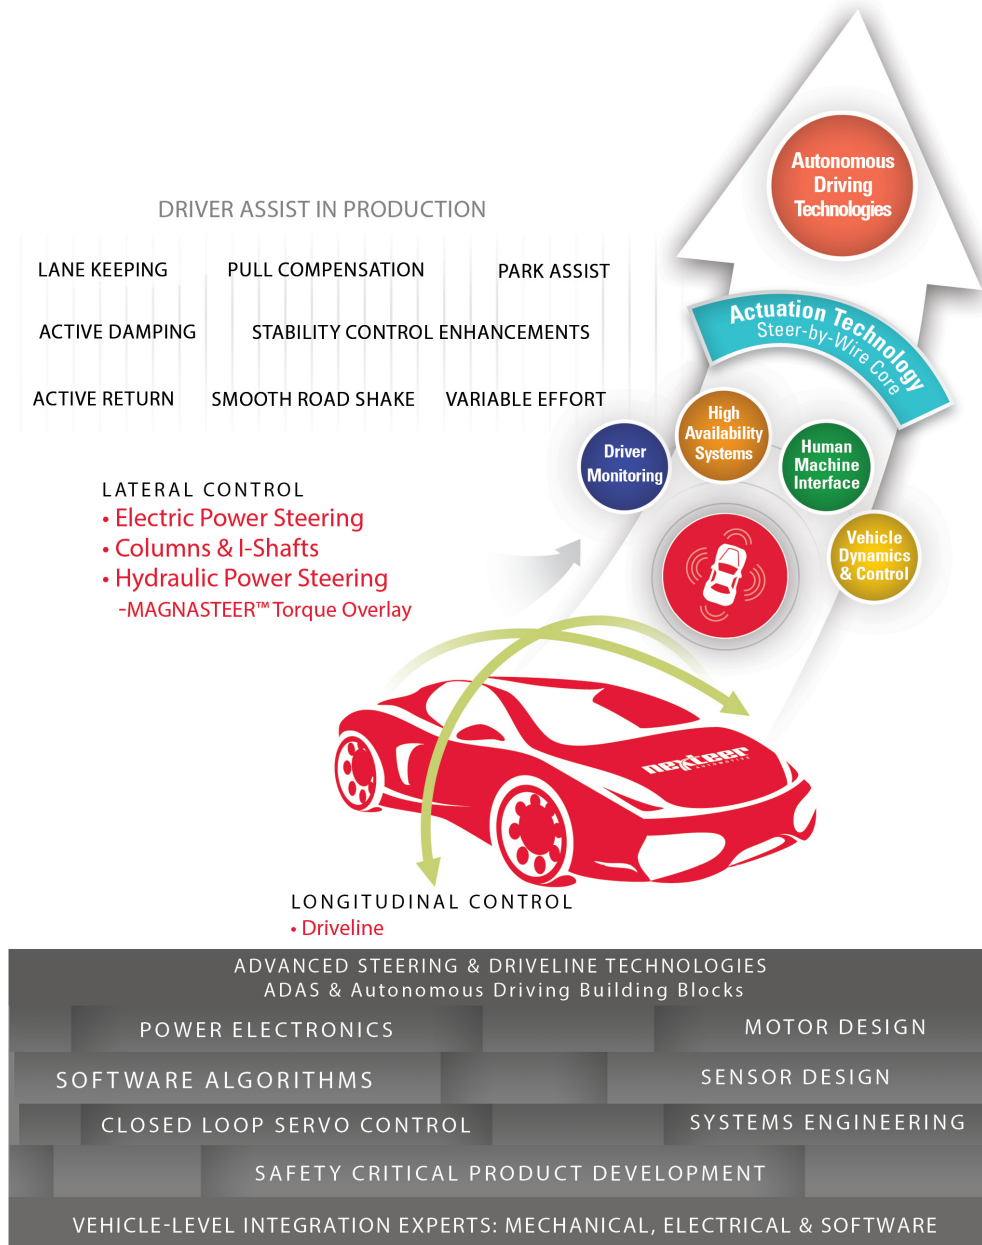 Autonomous
Driving
Technologies
DRIVER ASSIST IN PRODUCTION
LANE KEEPING
PULL COMPENSATION
PARK ASSIST
ACTIVE DAMPING
STABILITY CONTROL ENHANCEMENTS
ACTIVE RETURN
SMOOTH ROAD SHAKE
VARIABLE EFFORT
Actuation Technology
Steer-by-Wire Core
Driver
Monitoring
High
Availability
Systems
Human
Machine
Interface
Vehicle
Dynamics
& Control
LATERAL CONTROL
• Electric Power Steering
• Columns & I-Shafts
• Hydraulic Power Steering
-MAGNASTEER™ Torque Overlay
nexteer
AUTOMOTIVE
LONGITUDINAL CONTROL
• Driveline
ADVANCED STEERING & DRIVELINE TECHNOLOGIES
ADAS & Autonomous Driving Building Blocks
POWER ELECTRONICS
MOTOR DESIGN
SOFTWARE ALGORITHMS
SENSOR DESIGN
CLOSED LOOP SERVO CONTROL
SYSTEMS ENGINEERING
SAFETY CRITICAL PRODUCT DEVELOPMENT
VEHICLE-LEVEL INTEGRATION EXPERTS: MECHANICAL, ELECTRICAL & SOFTWARE